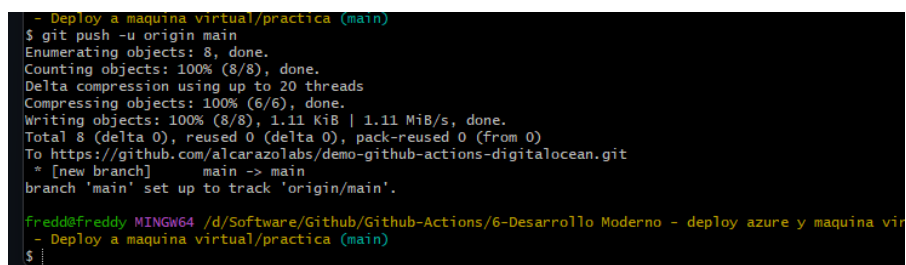 - Deploy a maquina virtual/practica (main)
$ git push -u origin main
Enumerating objects: 8, done.
Counting objects: 100% (8/8), done.
Delta compression using up to 20 threads
Compressing objects: 100% (6/6), done.
Writing objects: 100% (8/8), 1.11 KiB | 1.11 MiB/s, done.
Total 8 (delta 0), reused 0 (delta 0), pack-reused 0 (from 0)
To https://github.com/alcarazolabs/demo-github-actions-digitalocean.git
 * [new branch]      main -> main
branch 'main' set up to track 'origin/main'.
fredd@freddy MINGW64 /d/Software/Github/Github-Actions/6-Desarrollo Moderno - deploy azure y maquina vir
- Deploy a maquina virtual/practica (main)
$